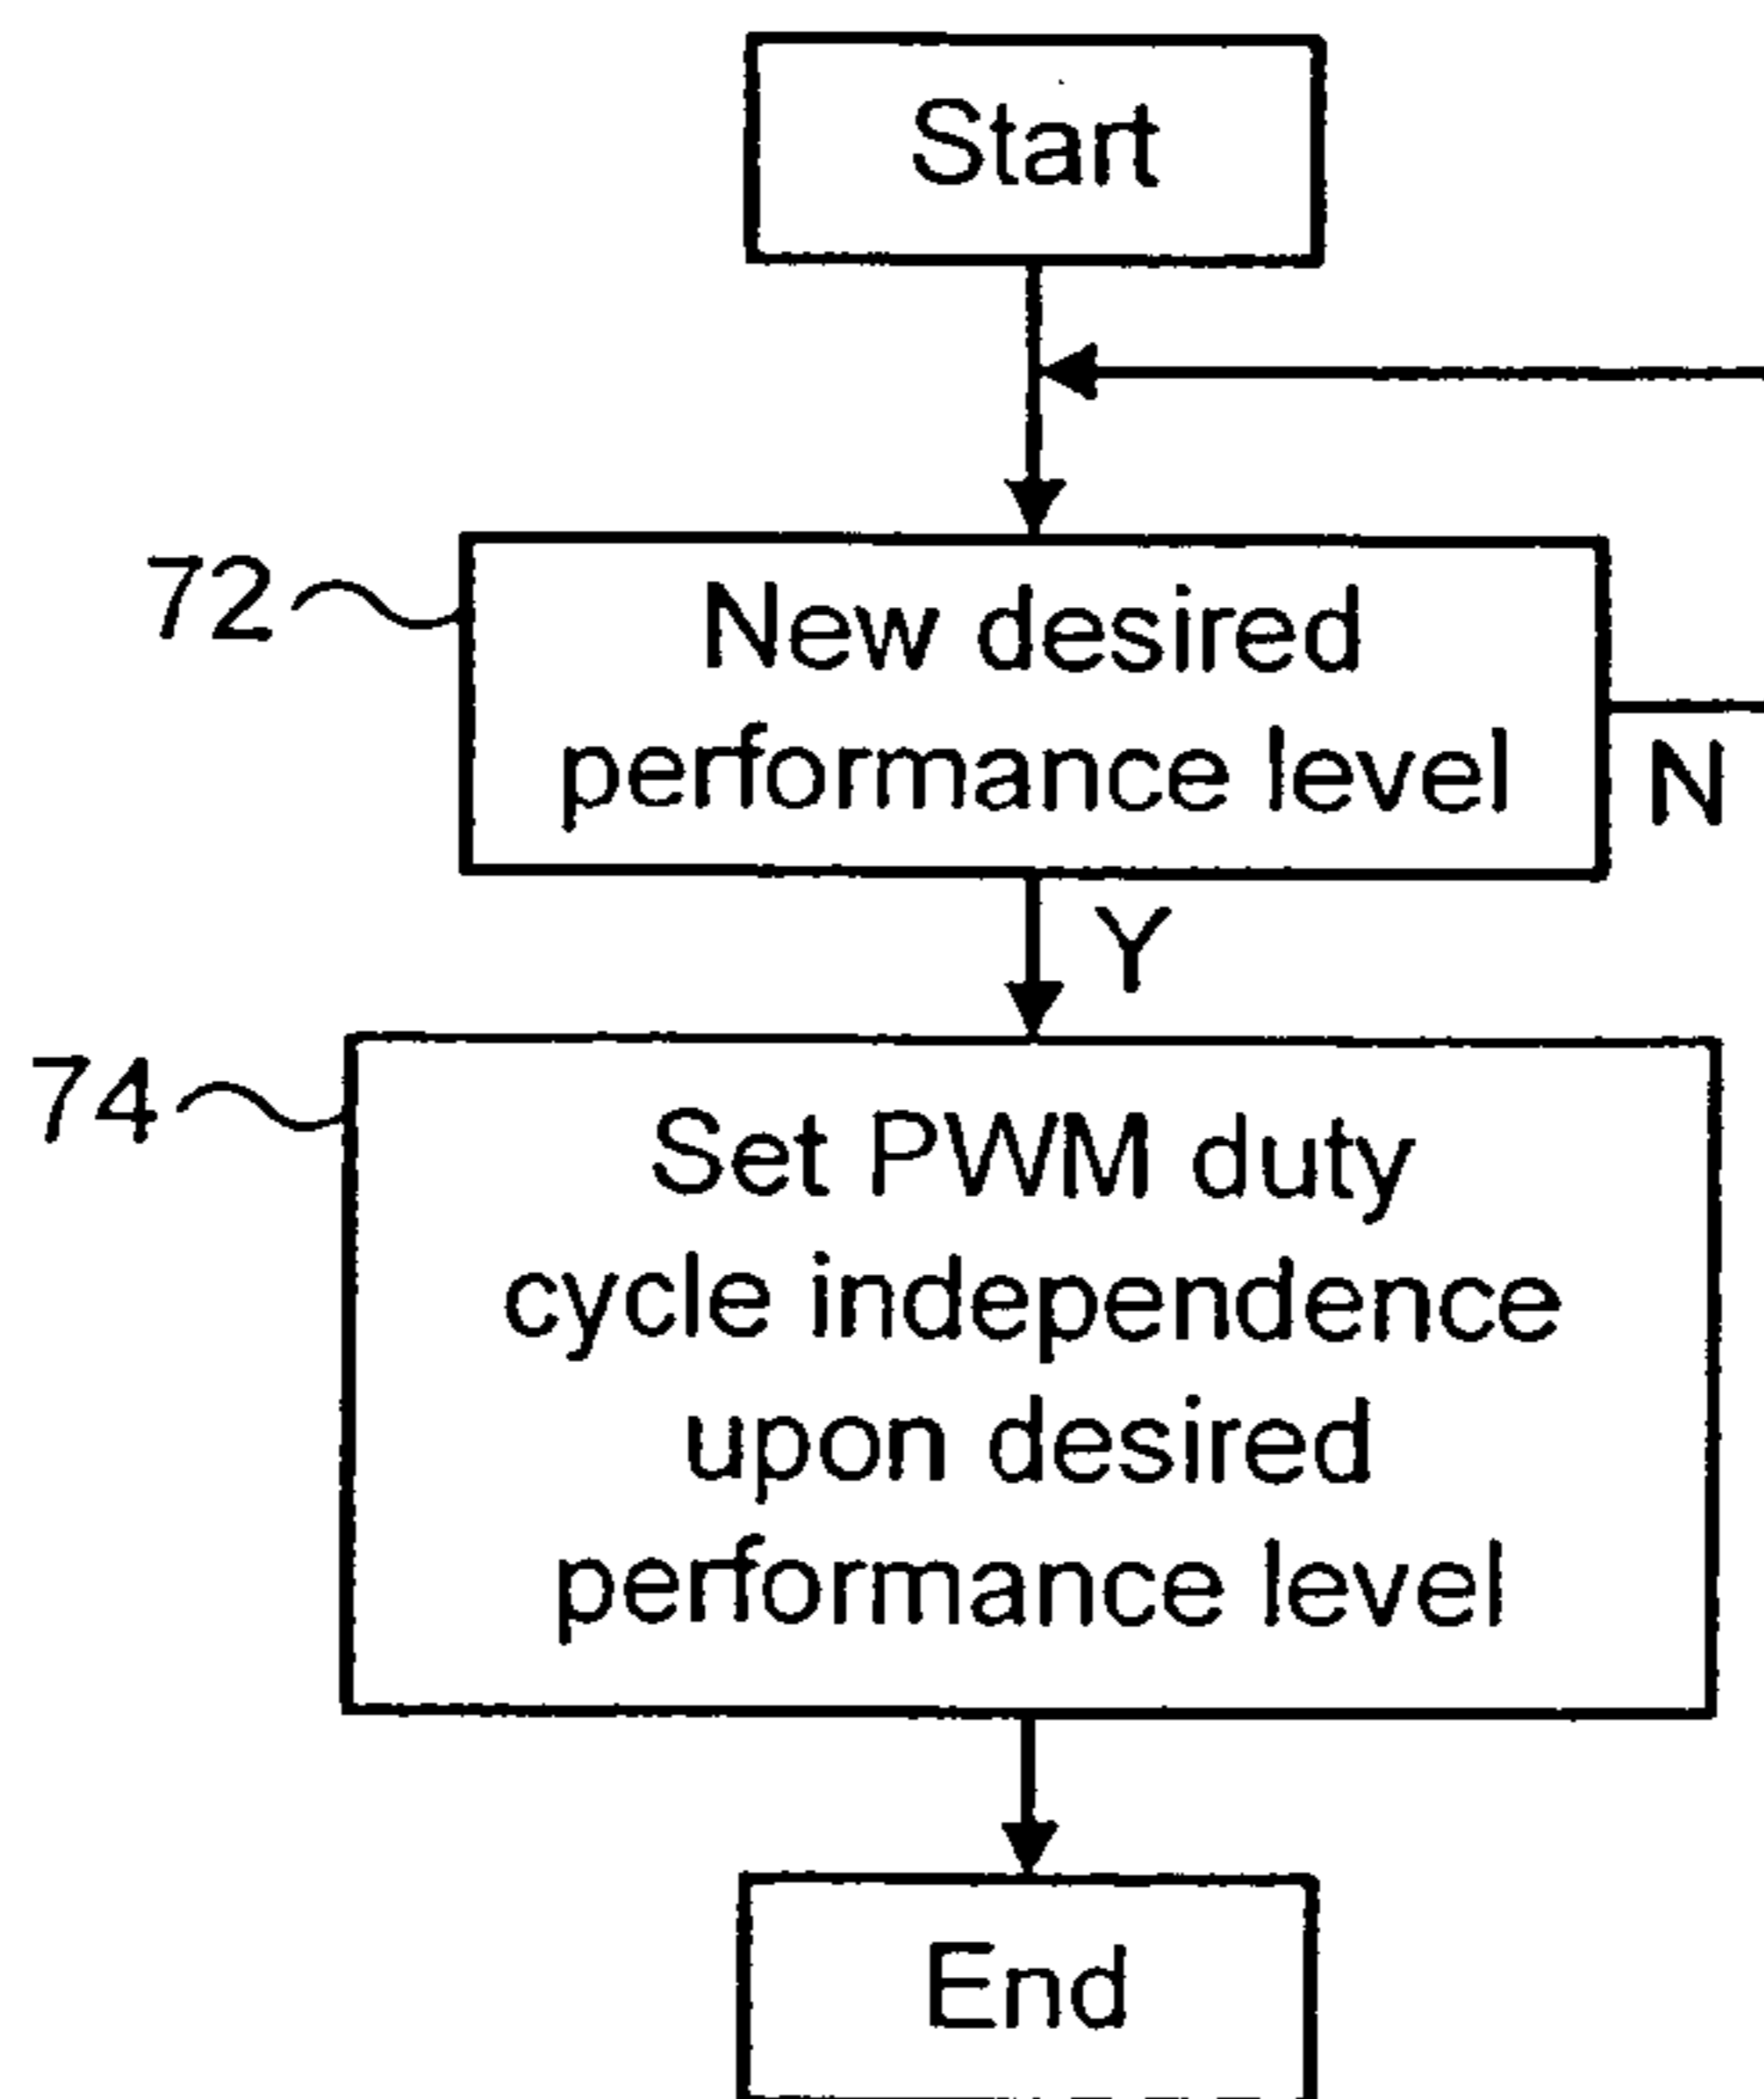 Start
72
New desired
performance level
N
Y
74
Set PWM duty
cycle independence
upon desired
performance level
End